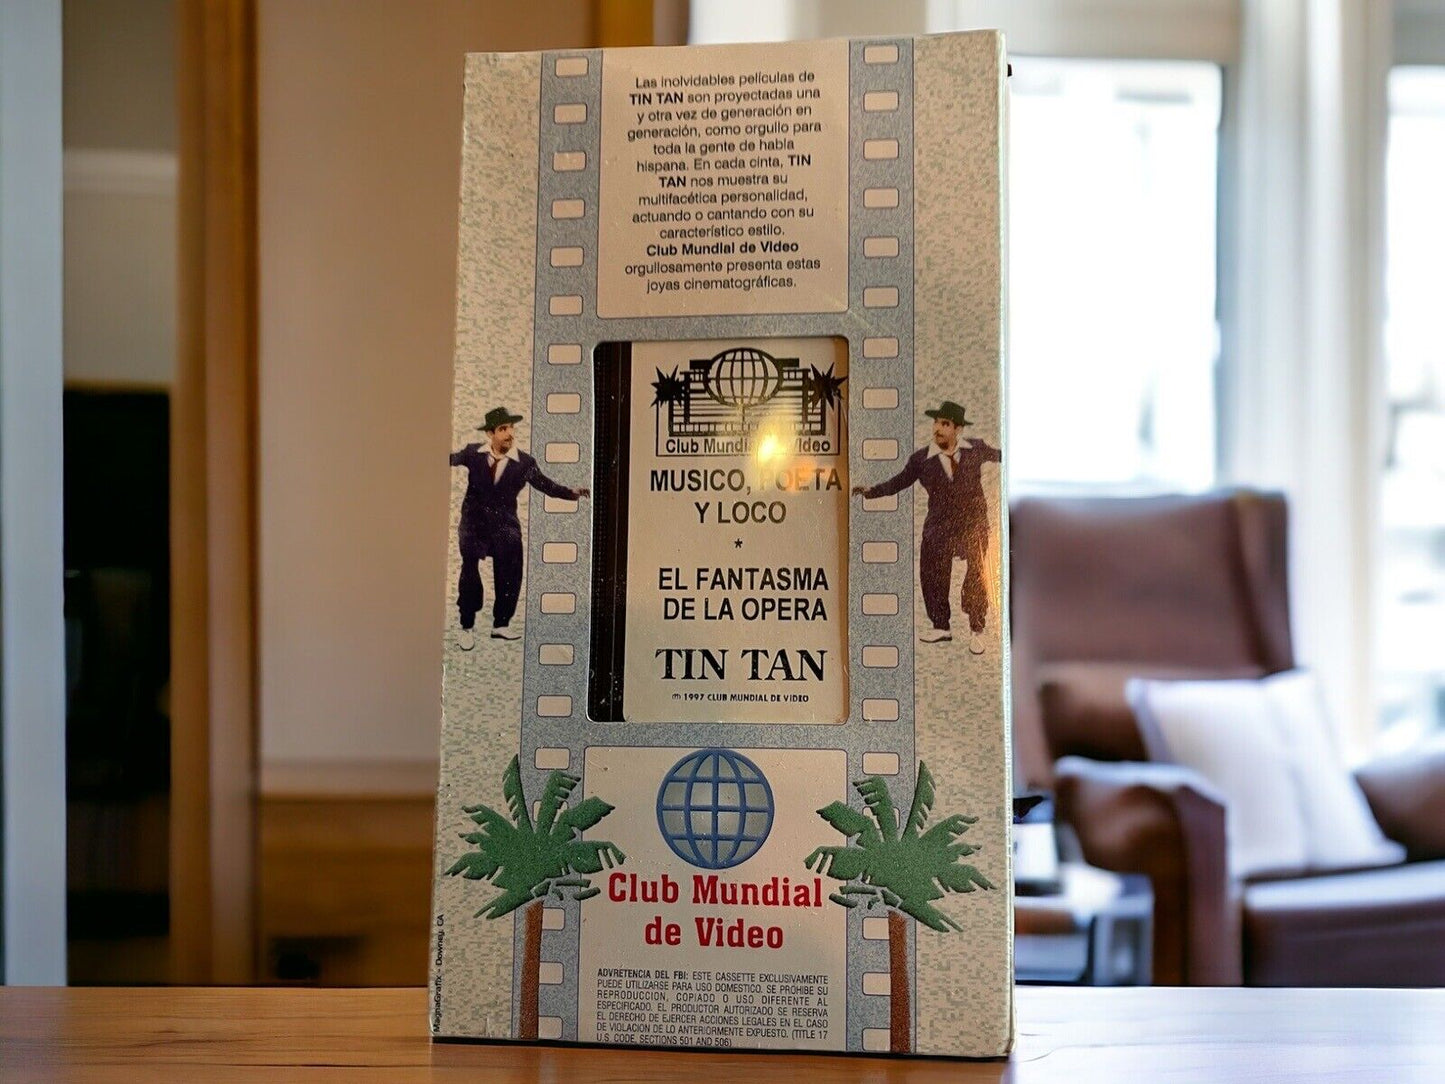 Las inolvidables películas de
TIN TAN son proyectadas una
y otra vez de generación en
generación, como orgullo para
toda la gente de habla
hispana. En cada cinta, TIN
TAN nos muestra su
multifacética personalidad,
actuando o cantando con su
característico estilo.
Club Mundial de Video
orgullosamente presenta estas
joyas cinematográficas.
Club Mundial de Video
MUSICO, POETA
Y LOCO
*
EL FANTASMA
DE LA OPERA
TIN TAN
℗ 1997 CLUB MUNDIAL DE VIDEO
Club Mundial
de Video
ADVRETENCIA DEL FBI: ESTE CASSETTE EXCLUSIVAMENTE
PUEDE UTILIZARSE PARA USO DOMESTICO. SE PROHIBE SU
REPRODUCCION, COPIADO O USO DIFERENTE AL
ESPECIFICADO. EL PRODUCTOR AUTORIZADO SE RESERVA
EL DERECHO DE EJERCER ACCIONES LEGALES EN EL CASO
DE VIOLACION DE LO ANTERIORMENTE EXPUESTO. (TITLE 17
U.S. CODE, SECTIONS 501 AND 506)
MagnaGrafix - Downey, CA